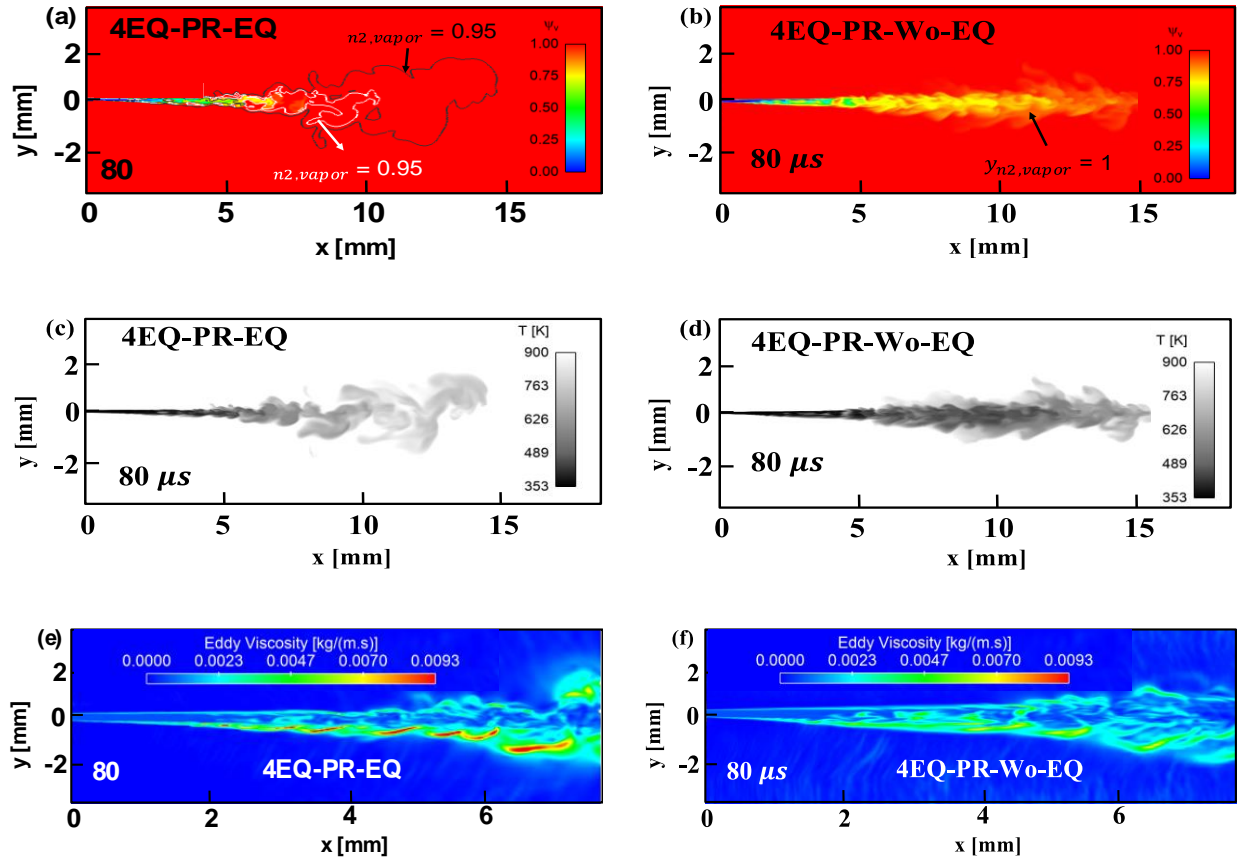 (a)
4EQ-PR-EQ
n2,vapor = 0.95
n2,vapor = 0.95
ψᵥ
1.00
0.75
0.50
0.25
0.00
80
y [mm]
2
0
-2
0 5 10 15
x [mm]
(b)
4EQ-PR-Wo-EQ
yn2,vapor = 1
ψᵥ
1.00
0.75
0.50
0.25
0.00
80 μs
y [mm]
2
0
-2
0 5 10 15
x [mm]
(c)
4EQ-PR-EQ
T [K]
900
763
626
489
353
80 μs
y [mm]
2
0
-2
0 5 10 15
x [mm]
(d)
4EQ-PR-Wo-EQ
T [K]
900
763
626
489
353
80 μs
y [mm]
2
0
-2
0 5 10 15
x [mm]
(e)
Eddy Viscosity [kg/(m.s)]
0.0000 0.0023 0.0047 0.0070 0.0093
80
4EQ-PR-EQ
y [mm]
2
0
-2
0 2 4 6
x [mm]
(f)
Eddy Viscosity [kg/(m.s)]
0.0000 0.0023 0.0047 0.0070 0.0093
80 μs
4EQ-PR-Wo-EQ
y [mm]
2
0
-2
0 2 4 6
x [mm]